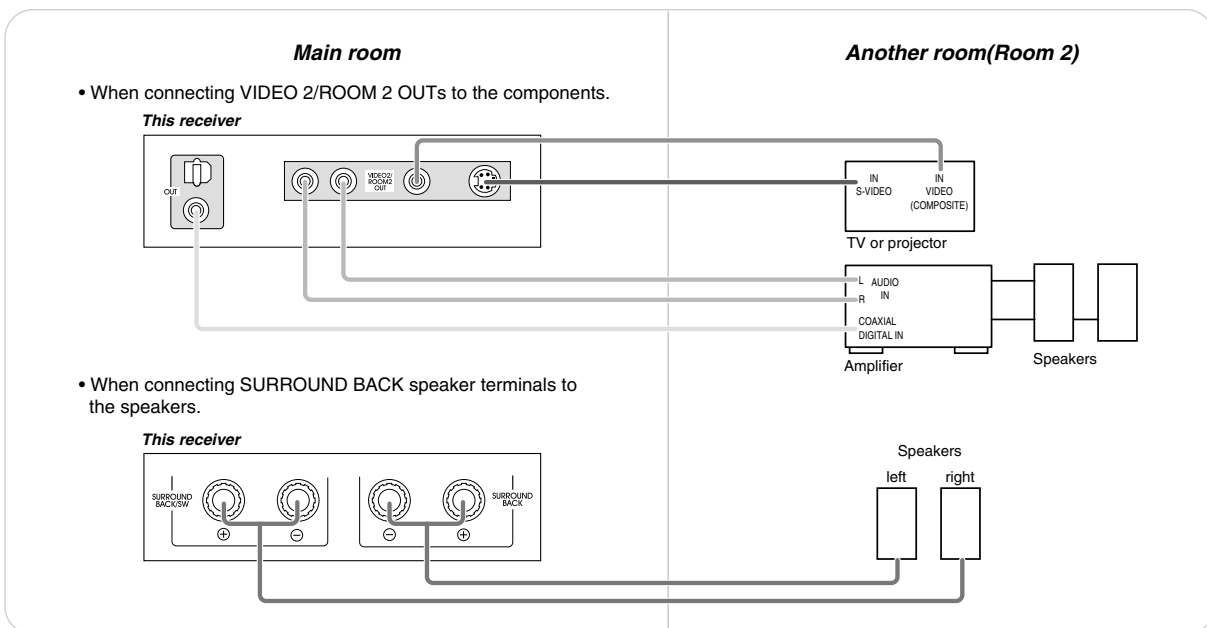 Main room
Another room(Room 2)
• When connecting VIDEO 2/ROOM 2 OUTs to the components.
This receiver
OUT
VIDEO2/
ROOM2
OUT
IN
S-VIDEO
IN
VIDEO
(COMPOSITE)
TV or projector
L AUDIO
R IN
COAXIAL
DIGITAL IN
Amplifier
Speakers
• When connecting SURROUND BACK speaker terminals to
the speakers.
This receiver
SURROUND
BACK/SW
+
−
−
+
SURROUND
BACK
Speakers
left right